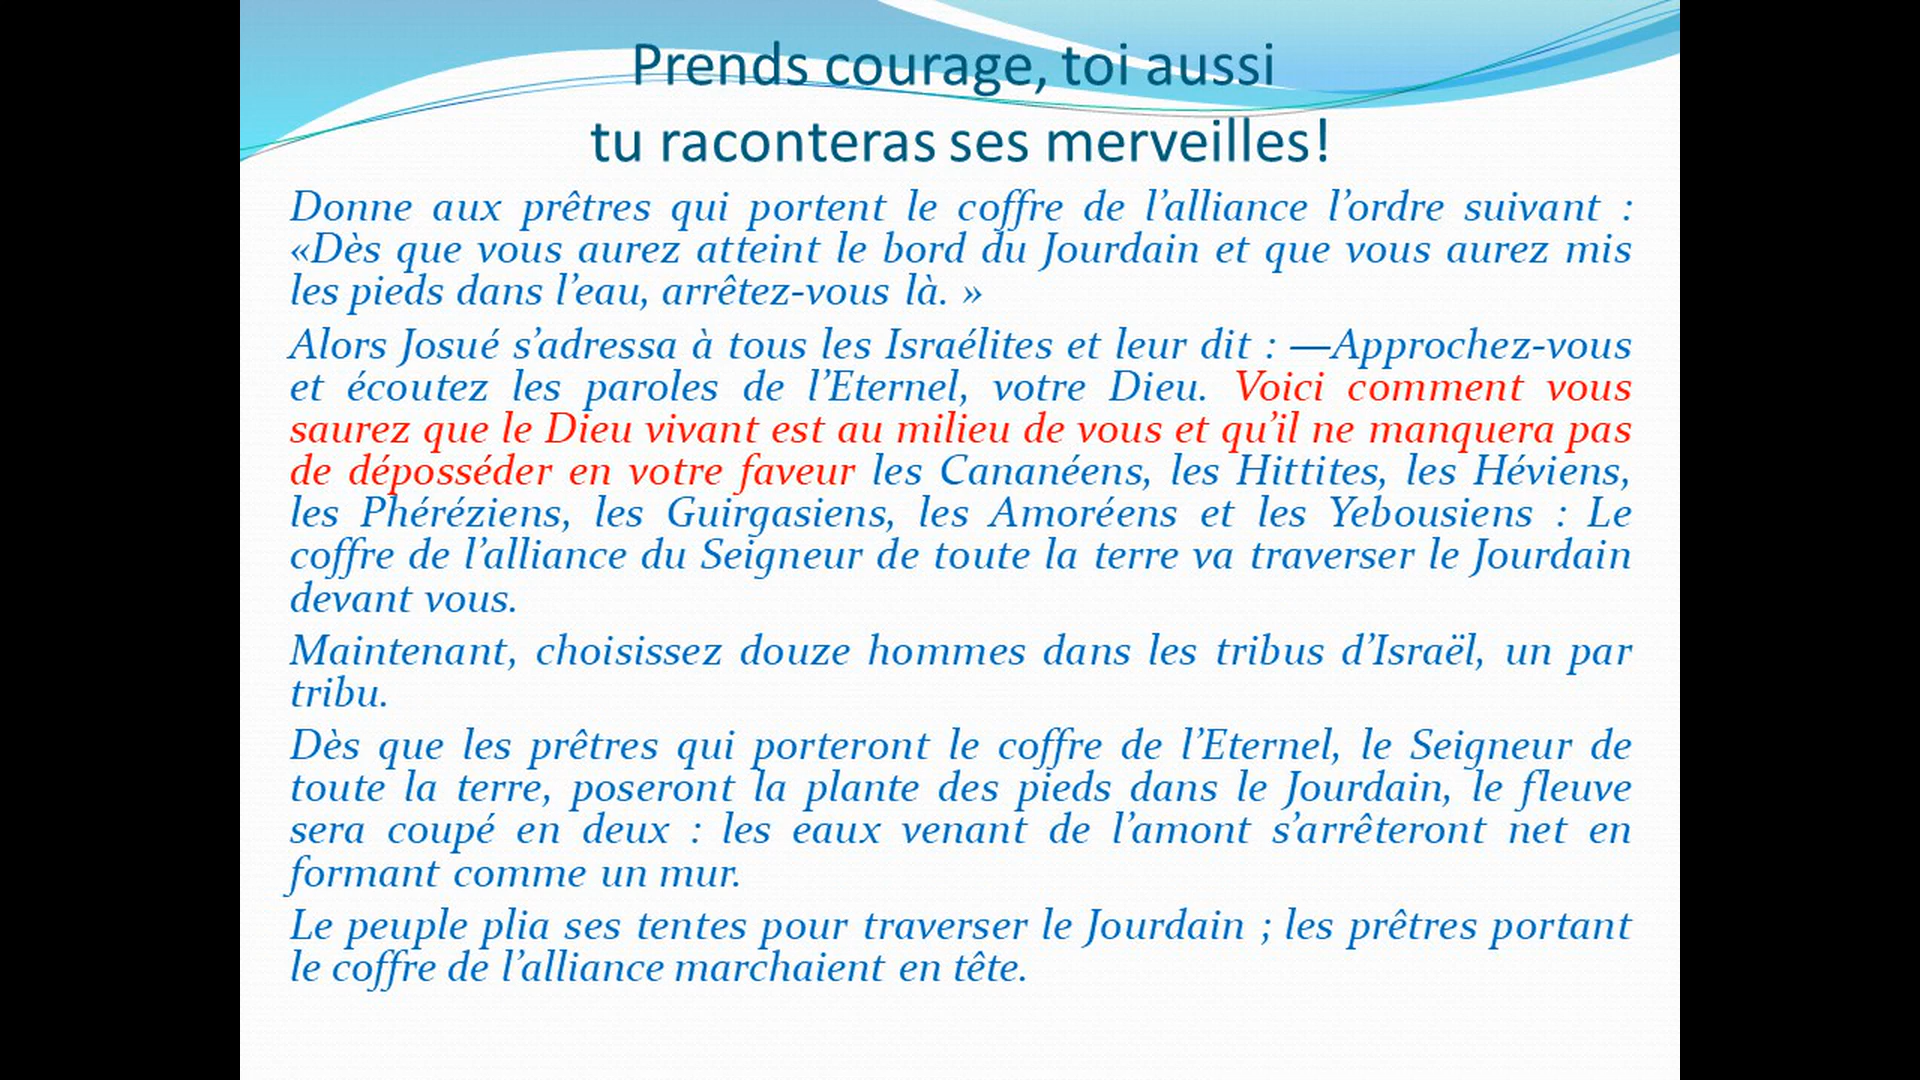 Prends courage, toi aussi
tu raconteras ses merveilles!
Donne aux prêtres qui portent le coffre de l’alliance l’ordre suivant :
«Dès que vous aurez atteint le bord du Jourdain et que vous aurez mis
les pieds dans l’eau, arrêtez-vous là. »
Alors Josué s’adressa à tous les Israélites et leur dit : —Approchez-vous
et écoutez les paroles de l’Eternel, votre Dieu. Voici comment vous
saurez que le Dieu vivant est au milieu de vous et qu’il ne manquera pas
de déposséder en votre faveur les Cananéens, les Hittites, les Héviens,
les Phéréziens, les Guirgasiens, les Amoréens et les Yebousiens : Le
coffre de l’alliance du Seigneur de toute la terre va traverser le Jourdain
devant vous.
Maintenant, choisissez douze hommes dans les tribus d’Israël, un par
tribu.
Dès que les prêtres qui porteront le coffre de l’Eternel, le Seigneur de
toute la terre, poseront la plante des pieds dans le Jourdain, le fleuve
sera coupé en deux : les eaux venant de l’amont s’arrêteront net en
formant comme un mur.
Le peuple plia ses tentes pour traverser le Jourdain ; les prêtres portant
le coffre de l’alliance marchaient en tête.